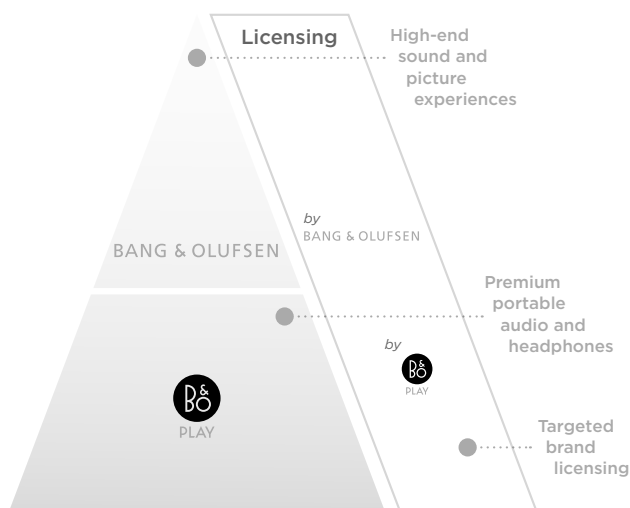 Licensing
High-end
sound and
picture
experiences
by
BANG & OLUFSEN
BANG & OLUFSEN
Premium
portable
audio and
headphones
by
B&O
PLAY
B&O
PLAY
Targeted
brand
licensing